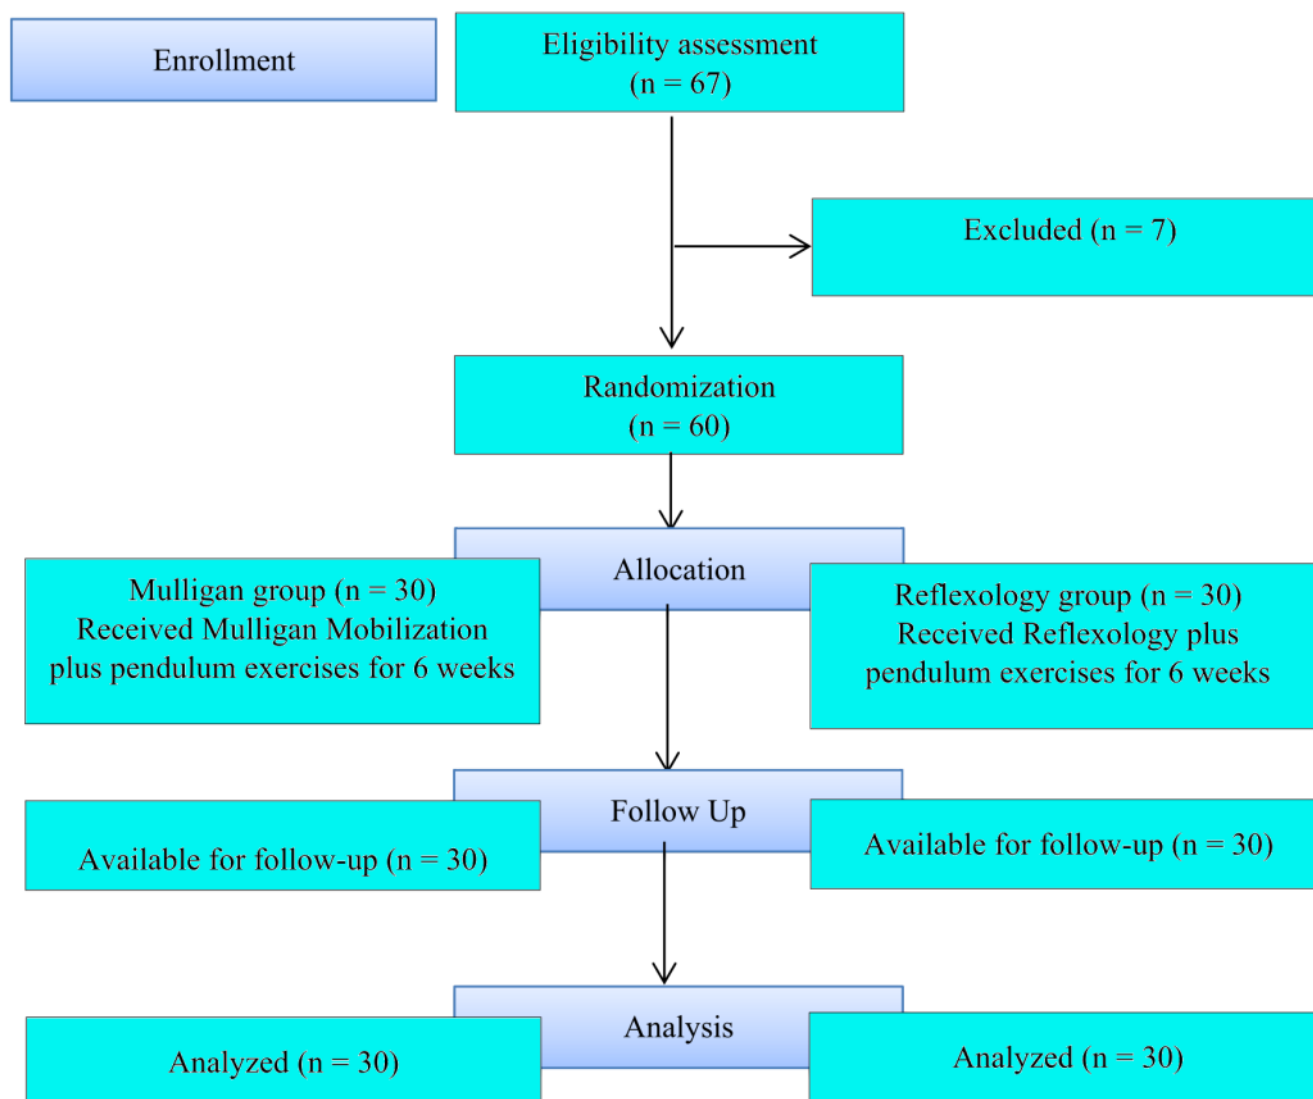 Enrollment
Eligibility assessment
(n = 67)
Excluded (n = 7)
Randomization
(n = 60)
Allocation
Mulligan group (n = 30)
Received Mulligan Mobilization
plus pendulum exercises for 6 weeks
Reflexology group (n = 30)
Received Reflexology plus
pendulum exercises for 6 weeks
Follow Up
Available for follow-up (n = 30)
Available for follow-up (n = 30)
Analysis
Analyzed (n = 30)
Analyzed (n = 30)